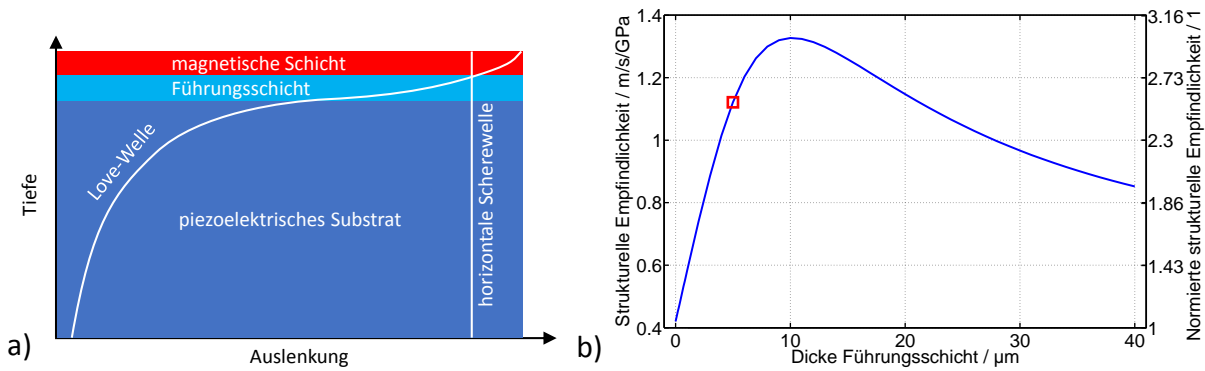 magnetische Schicht
Führungsschicht
Love-Welle
piezoelektrisches Substrat
horizontale Scherewelle
Tiefe
Auslenkung
a)
1.4
1.2
1
0.8
0.6
0.4
Strukturelle Empfindlichkeit / m/s/GPa
0 10 20 30 40
Dicke Führungsschicht / µm
3.16
2.73
2.3
1.86
1.43
1
Normierte strukturelle Empfindlichkeit / 1
b)